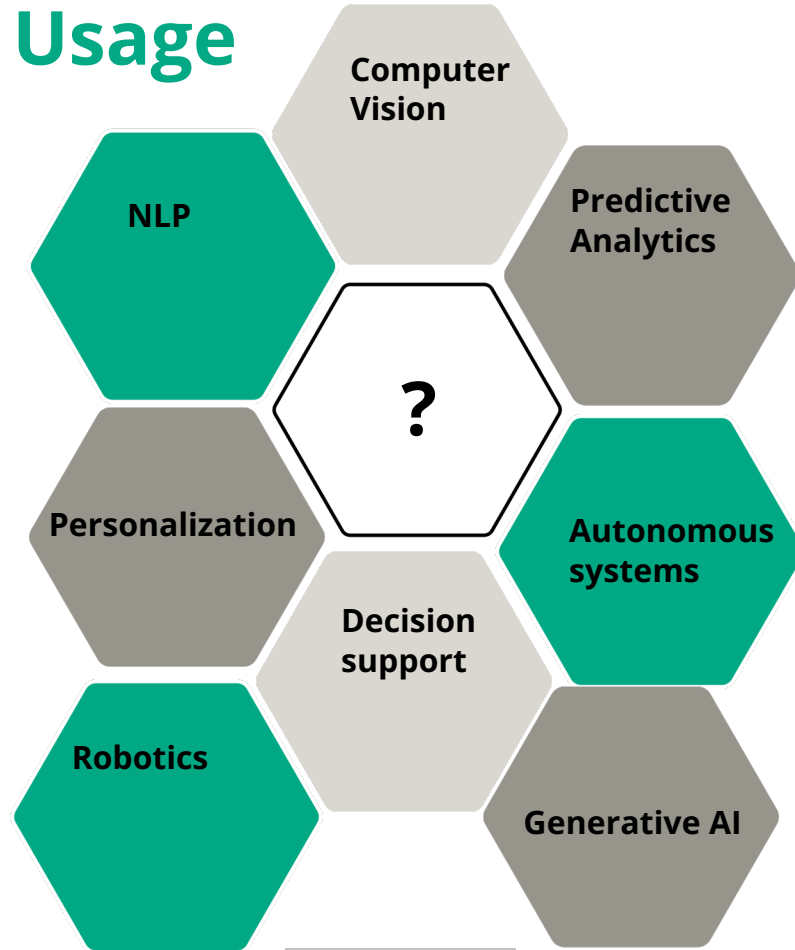 Usage
Computer
Vision
NLP
Predictive
Analytics
?
Personalization
Autonomous
systems
Decision
support
Robotics
Generative AI